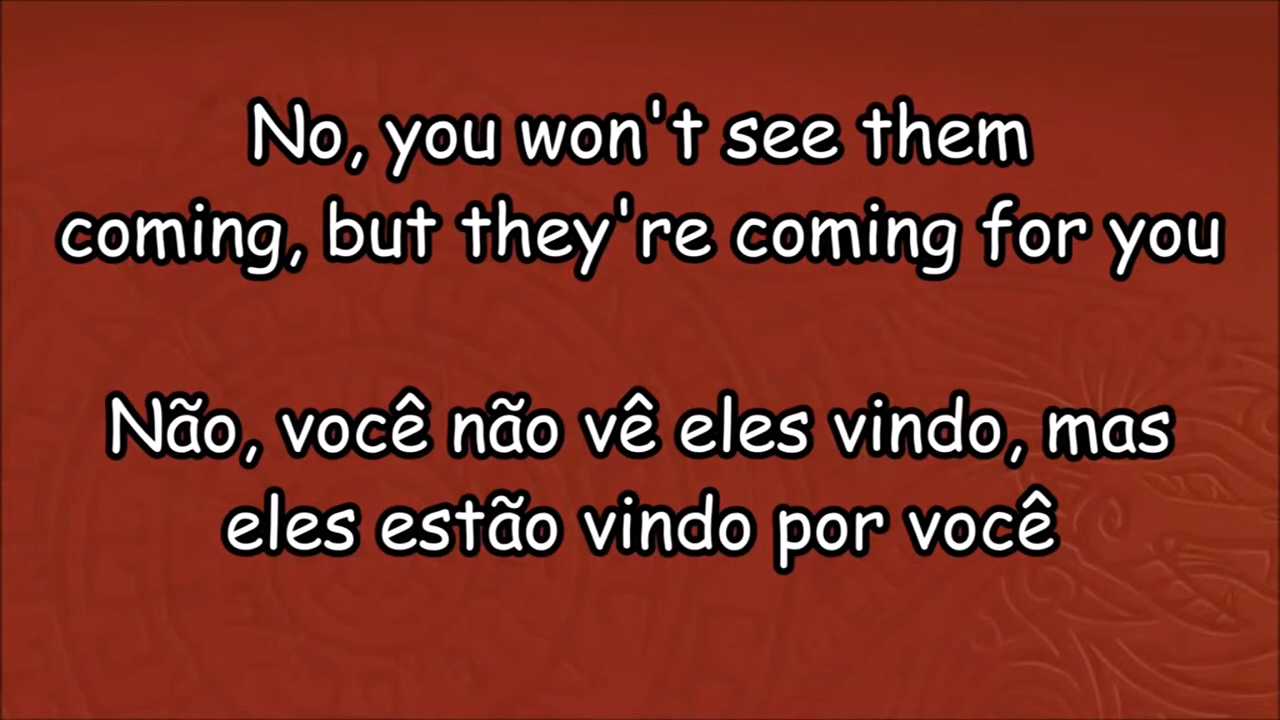 No, you won't see them
coming, but they're coming for you
Não, você não vê eles vindo, mas
eles estão vindo por você